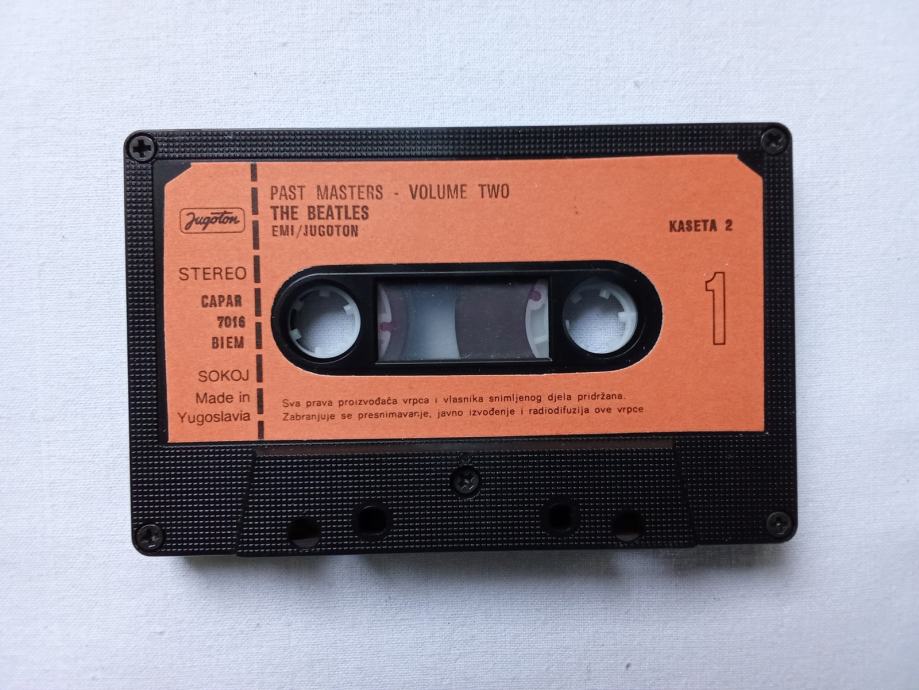 Jugoton
STEREO
CAPAR
7016
BIEM
SOKOJ
Made in
Yugoslavia
PAST MASTERS - VOLUME TWO
THE BEATLES
EMI/JUGOTON
KASETA 2
1
Sva prava proizvođača vrpca i vlasnika snimljenog djela pridržana.
Zabranjuje se presnimavanje, javno izvođenje i radiodifuzija ove vrpce